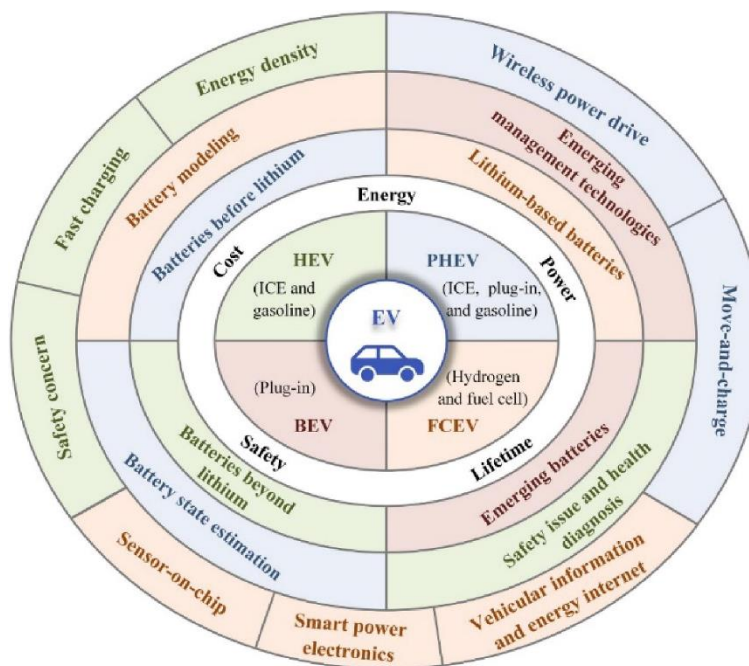 Energy density
Wireless power drive
Fast charging
Battery modeling
Emerging
management technologies
Batteries before lithium
Lithium-based batteries
Energy
Cost
Power
HEV
(ICE and
gasoline)
PHEV
(ICE, plug-in,
and gasoline)
EV
Move-and-charge
Safety concern
(Plug-in)
BEV
(Hydrogen
and fuel cell)
FCEV
Safety
Lifetime
Batteries beyond
lithium
Emerging batteries
Battery state estimation
Safety issue and health
diagnosis
Sensor-on-chip
Smart power
electronics
Vehicular information
and energy internet